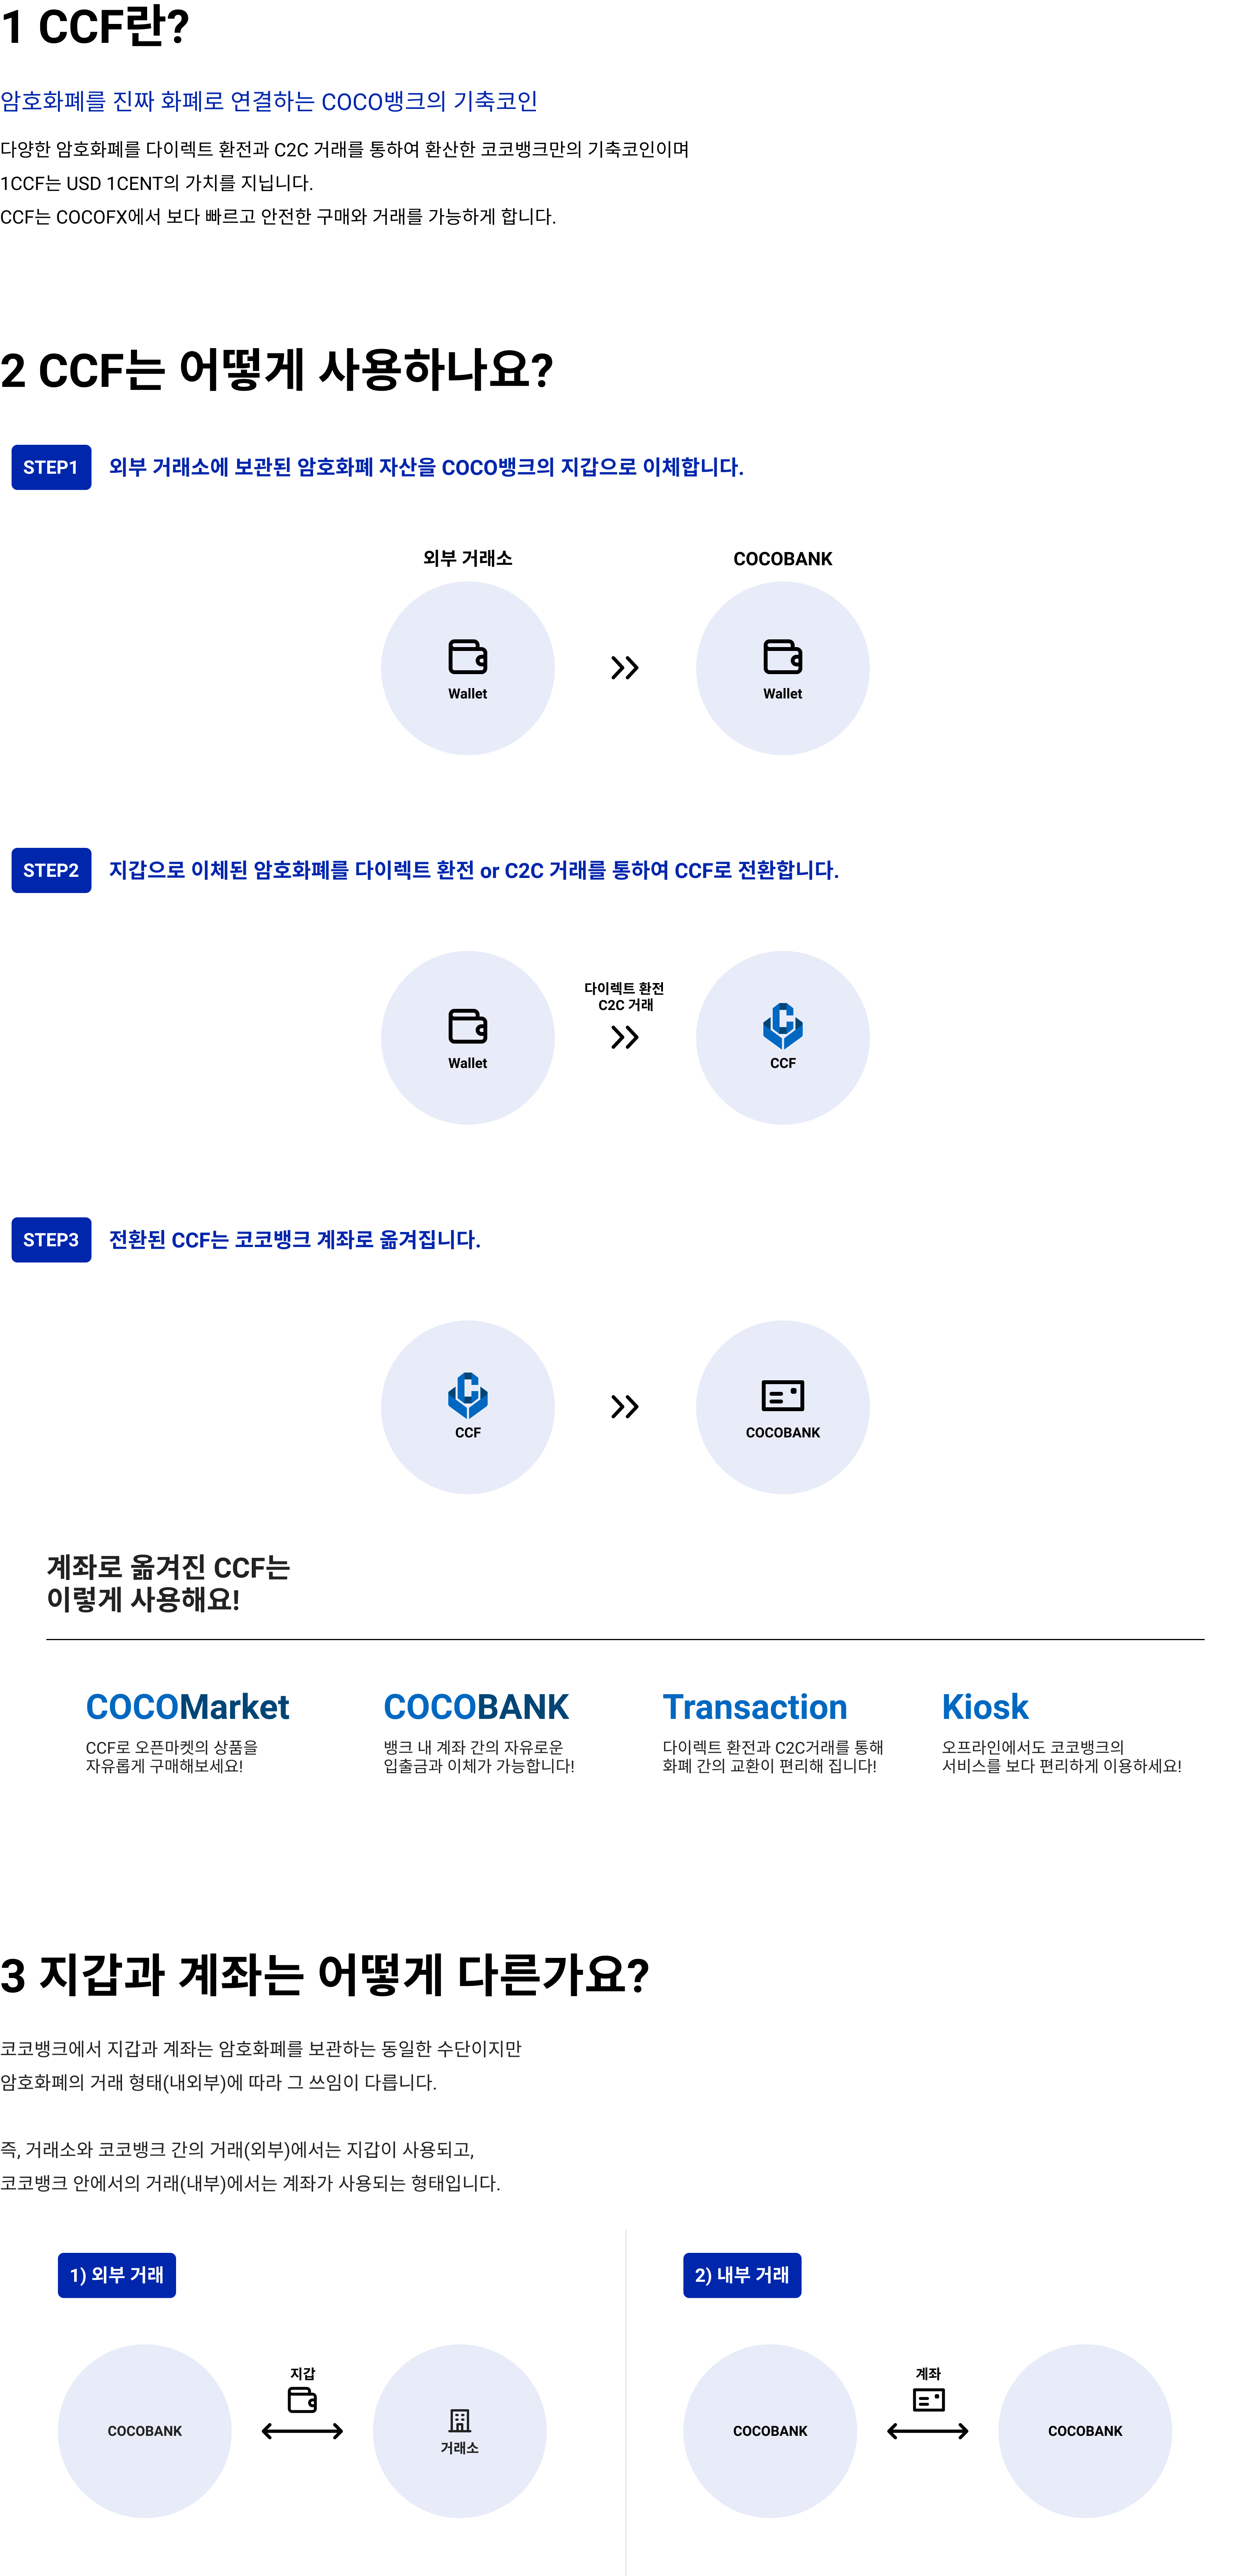 1 CCF란?
암호화폐를 진짜 화폐로 연결하는 COCO뱅크의 기축코인
다양한 암호화폐를 다이렉트 환전과 C2C 거래를 통하여 환산한 코코뱅크만의 기축코인이며
1CCF는 USD 1CENT의 가치를 지닙니다.
CCF는 COCOFX에서 보다 빠르고 안전한 구매와 거래를 가능하게 합니다.
2 CCF는 어떻게 사용하나요?
STEP1 외부 거래소에 보관된 암호화폐 자산을 COCO뱅크의 지갑으로 이체합니다.
외부 거래소 COCOBANK
Wallet Wallet
STEP2 지갑으로 이체된 암호화폐를 다이렉트 환전 or C2C 거래를 통하여 CCF로 전환합니다.
다이렉트 환전
C2C 거래
Wallet CCF
STEP3 전환된 CCF는 코코뱅크 계좌로 옮겨집니다.
CCF COCOBANK
계좌로 옮겨진 CCF는
이렇게 사용해요!
COCOMarket
CCF로 오픈마켓의 상품을
자유롭게 구매해보세요!
COCOBANK
뱅크 내 계좌 간의 자유로운
입출금과 이체가 가능합니다!
Transaction
다이렉트 환전과 C2C거래를 통해
화폐 간의 교환이 편리해 집니다!
Kiosk
오프라인에서도 코코뱅크의
서비스를 보다 편리하게 이용하세요!
3 지갑과 계좌는 어떻게 다른가요?
코코뱅크에서 지갑과 계좌는 암호화폐를 보관하는 동일한 수단이지만
암호화폐의 거래 형태(내외부)에 따라 그 쓰임이 다릅니다.
즉, 거래소와 코코뱅크 간의 거래(외부)에서는 지갑이 사용되고,
코코뱅크 안에서의 거래(내부)에서는 계좌가 사용되는 형태입니다.
1) 외부 거래
지갑
COCOBANK
거래소
2) 내부 거래
계좌
COCOBANK COCOBANK